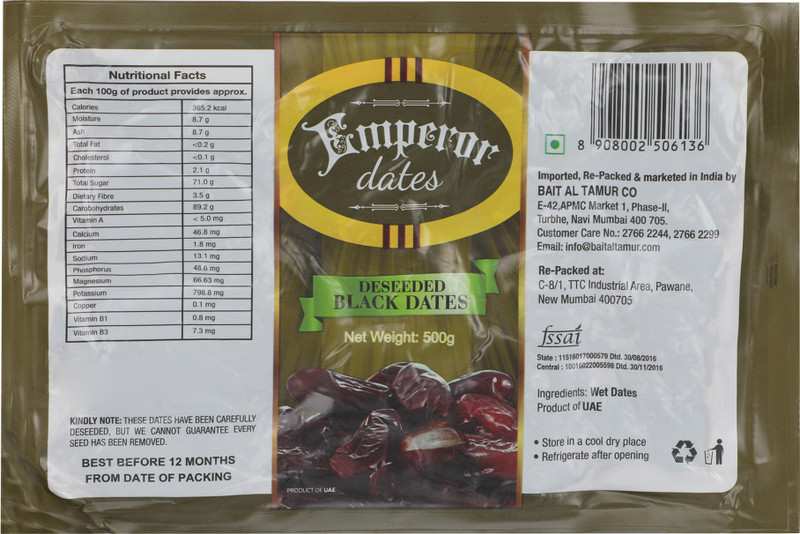 Nutritional Facts
Each 100g of product provides approx.
Calories 365.2 kcal
Moisture 8.7 g
Ash 8.7 g
Total Fat <0.2 g
Cholesterol <0.1 g
Protein 2.1 g
Total Sugar 71.0 g
Dietary Fibre 3.5 g
Carobohydrates 89.2 g
Vitamin A < 5.0 mg
Calcium 46.8 mg
Iron 1.8 mg
Sodium 13.1 mg
Phosphorus 48.6 mg
Magnesium 66.63 mg
Potassium 798.8 mg
Copper 0.1 mg
Vitamin B1 0.8 mg
Vitamin B3 7.3 mg
KINDLY NOTE: THESE DATES HAVE BEEN CAREFULLY
DESEEDED, BUT WE CANNOT GUARANTEE EVERY
SEED HAS BEEN REMOVED.
BEST BEFORE 12 MONTHS
FROM DATE OF PACKING
Emperor
dates
DESEEDED
BLACK DATES
Net Weight: 500g
PRODUCT OF UAE
8 908002 506136
Imported, Re-Packed & marketed in India by
BAIT AL TAMUR CO
E-42,APMC Market 1, Phase-II,
Turbhe, Navi Mumbai 400 705.
Customer Care No.: 2766 2244, 2766 2299
Email: info@baitaltamur.com
Re-Packed at:
C-8/1, TTC Industrial Area, Pawane,
New Mumbai 400705
fssai
State : 11516017000579 Dtd. 30/08/2016
Central : 10016022005598 Dtd. 30/11/2016
Ingredients: Wet Dates
Product of UAE
• Store in a cool dry place
• Refrigerate after opening